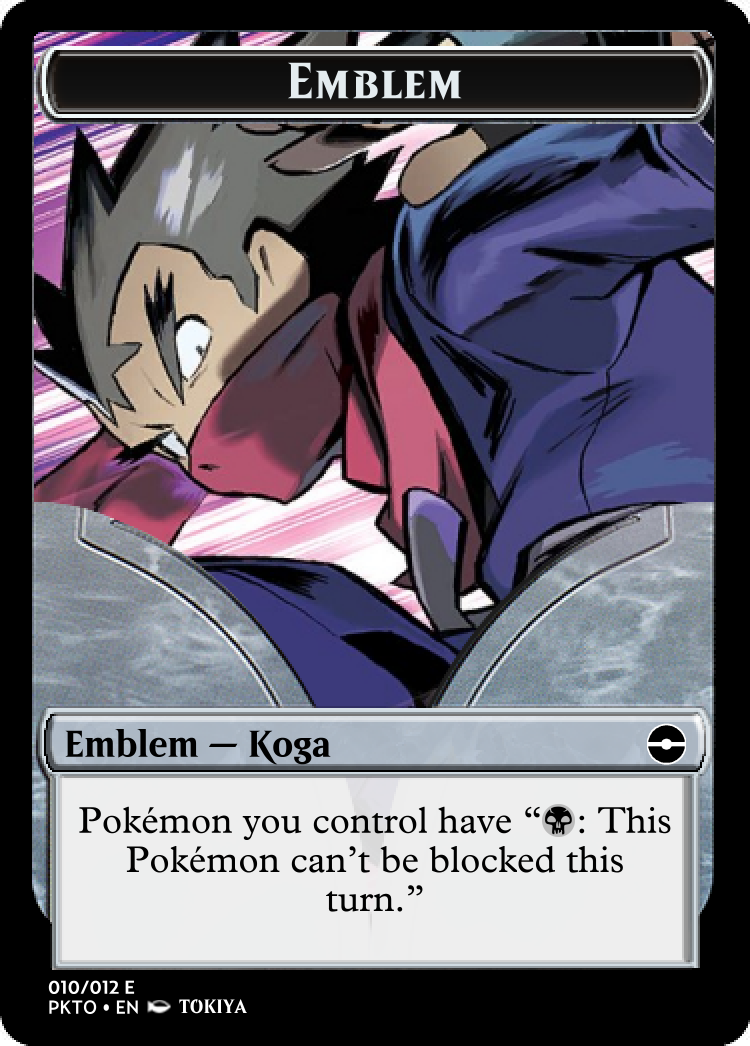 EMBLEM
Emblem — Koga
Pokémon you control have “: This
Pokémon can't be blocked this
turn.”
010/012 E
PKTO • EN TOKIYA